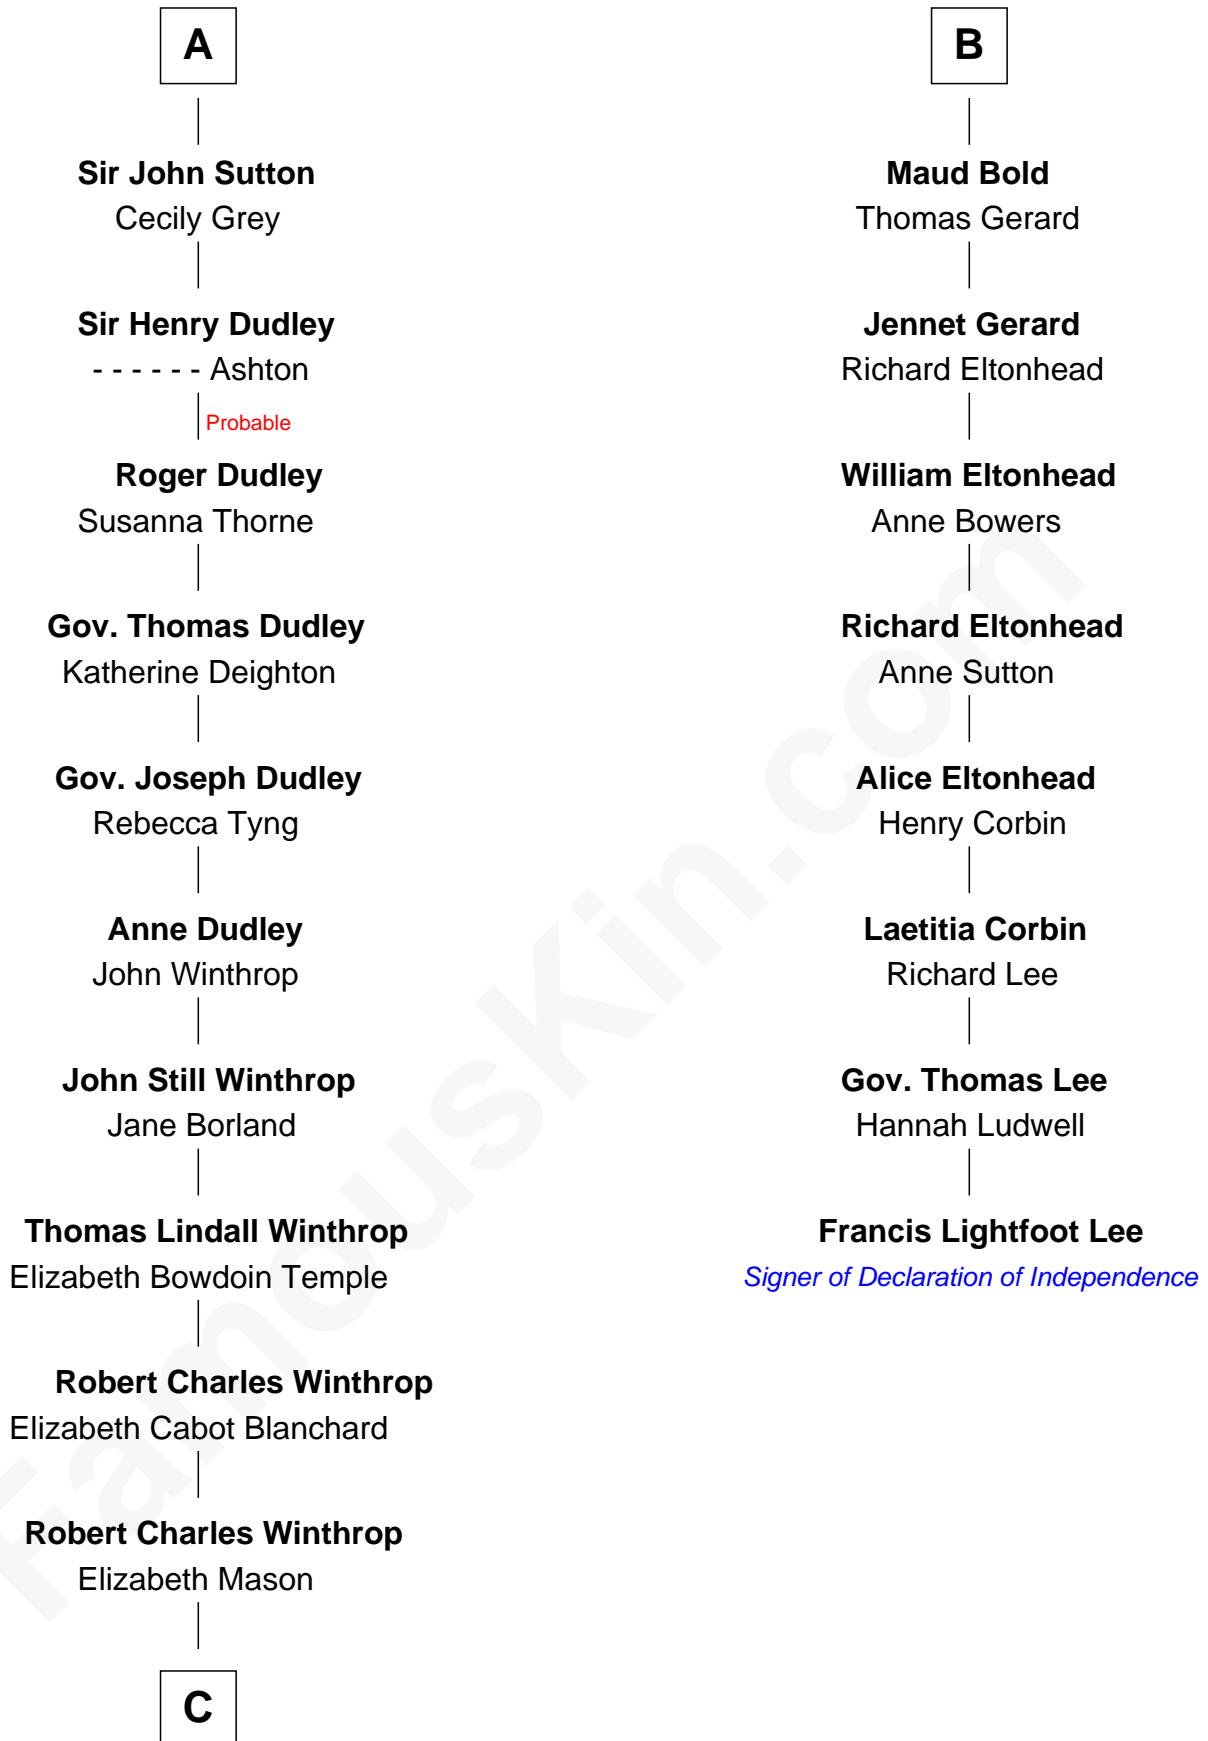 A
Sir John Sutton
Cecily Grey
Sir Henry Dudley
- - - - - - Ashton
Probable
Roger Dudley
Susanna Thorne
Gov. Thomas Dudley
Katherine Deighton
Gov. Joseph Dudley
Rebecca Tyng
Anne Dudley
John Winthrop
John Still Winthrop
Jane Borland
Thomas Lindall Winthrop
Elizabeth Bowdoin Temple
Robert Charles Winthrop
Elizabeth Cabot Blanchard
Robert Charles Winthrop
Elizabeth Mason
C
B
Maud Bold
Thomas Gerard
Jennet Gerard
Richard Eltonhead
William Eltonhead
Anne Bowers
Richard Eltonhead
Anne Sutton
Alice Eltonhead
Henry Corbin
Laetitia Corbin
Richard Lee
Gov. Thomas Lee
Hannah Ludwell
Francis Lightfoot Lee
Signer of Declaration of Independence
FamousKin.com